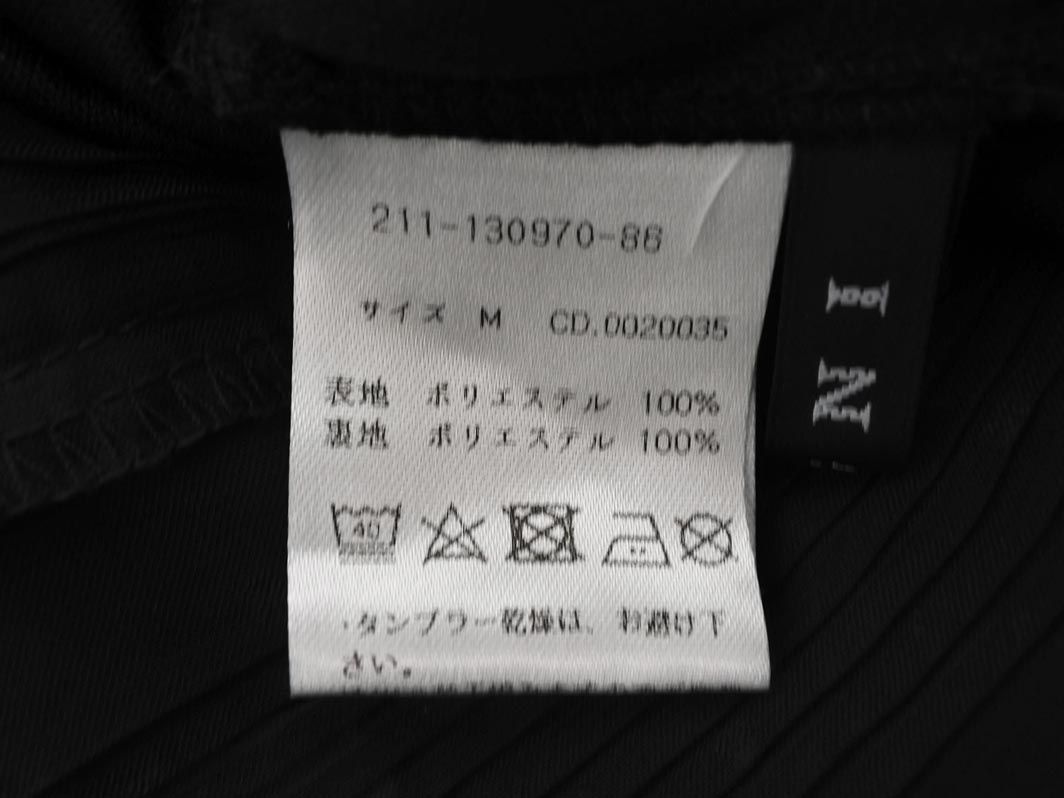 211-130970-86
サイズ M CD.0020035
表地 ポリエステル 100%
裏地 ポリエステル 100%
40
・タンブラー乾燥は、お避け下
さい。
I N